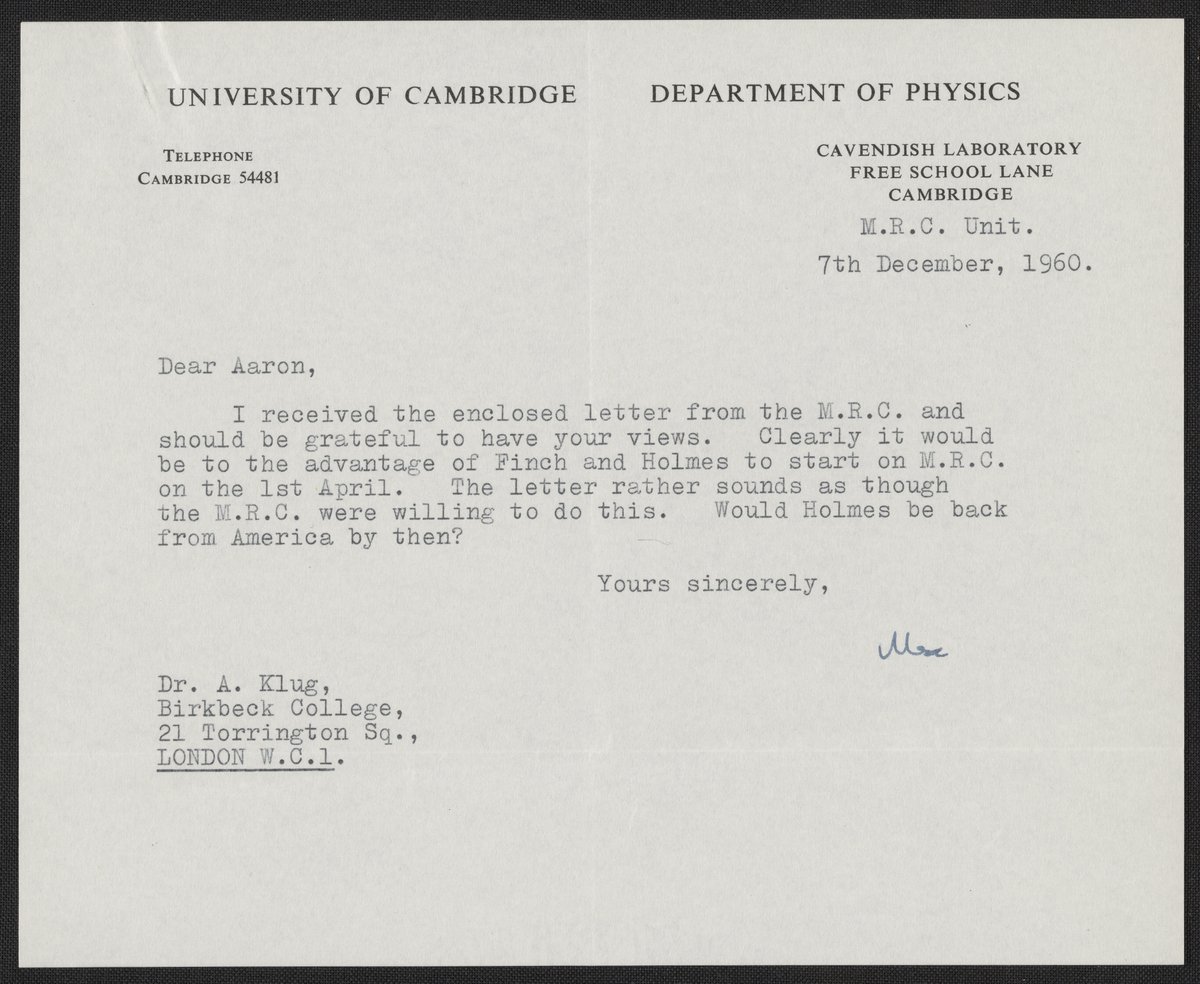 UNIVERSITY OF CAMBRIDGE DEPARTMENT OF PHYSICS
TELEPHONE
CAMBRIDGE 54481
CAVENDISH LABORATORY
FREE SCHOOL LANE
CAMBRIDGE
M.R.C. Unit.
7th December, 1960.
Dear Aaron,
I received the enclosed letter from the M.R.C. and
should be grateful to have your views. Clearly it would
be to the advantage of Finch and Holmes to start on M.R.C.
on the 1st April. The letter rather sounds as though
the M.R.C. were willing to do this. Would Holmes be back
from America by then?
Yours sincerely,
Max
Dr. A. Klug,
Birkbeck College,
21 Torrington Sq.,
LONDON W.C.1.